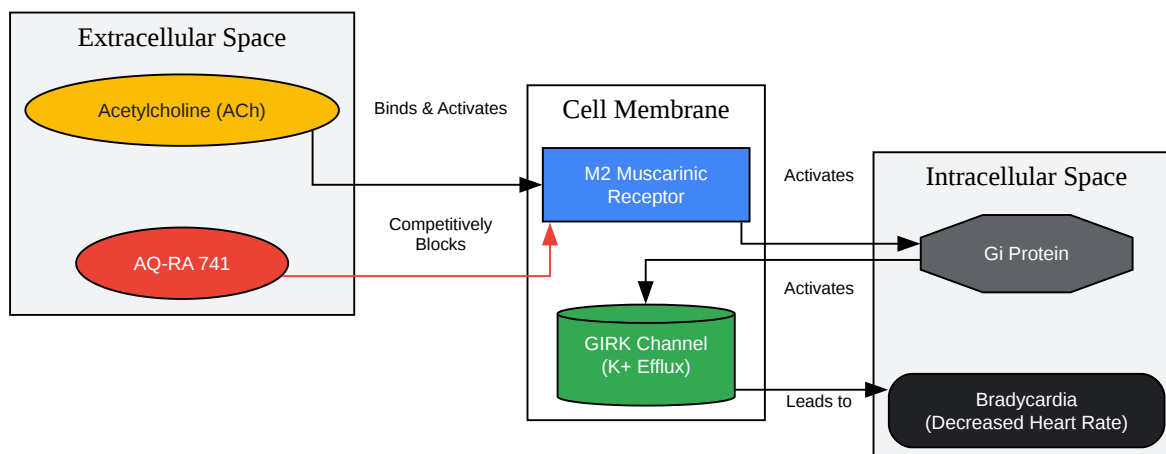 Extracellular Space
Acetylcholine (ACh)
AQ-RA 741
Binds & Activates
Competitively
Blocks
Cell Membrane
M2 Muscarinic
Receptor
GIRK Channel
(K+ Efflux)
Activates
Activates
Leads to
Intracellular Space
Gi Protein
Bradycardia
(Decreased Heart Rate)